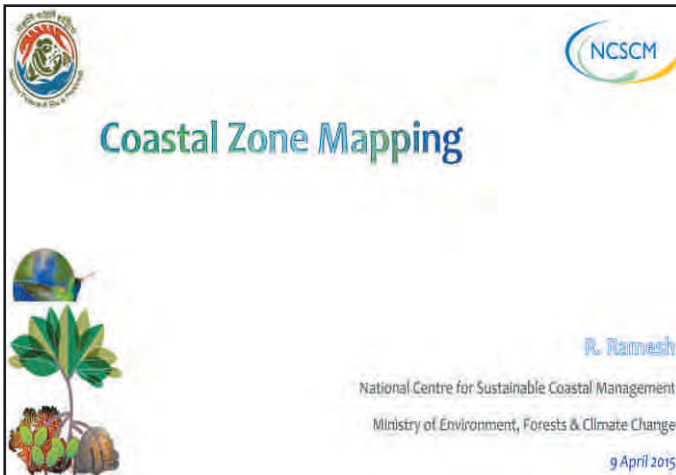 NCSCM
Coastal Zone Mapping
R. Ramesh
National Centre for Sustainable Coastal Management
Ministry of Environment, Forests & Climate Change
9 April 2015